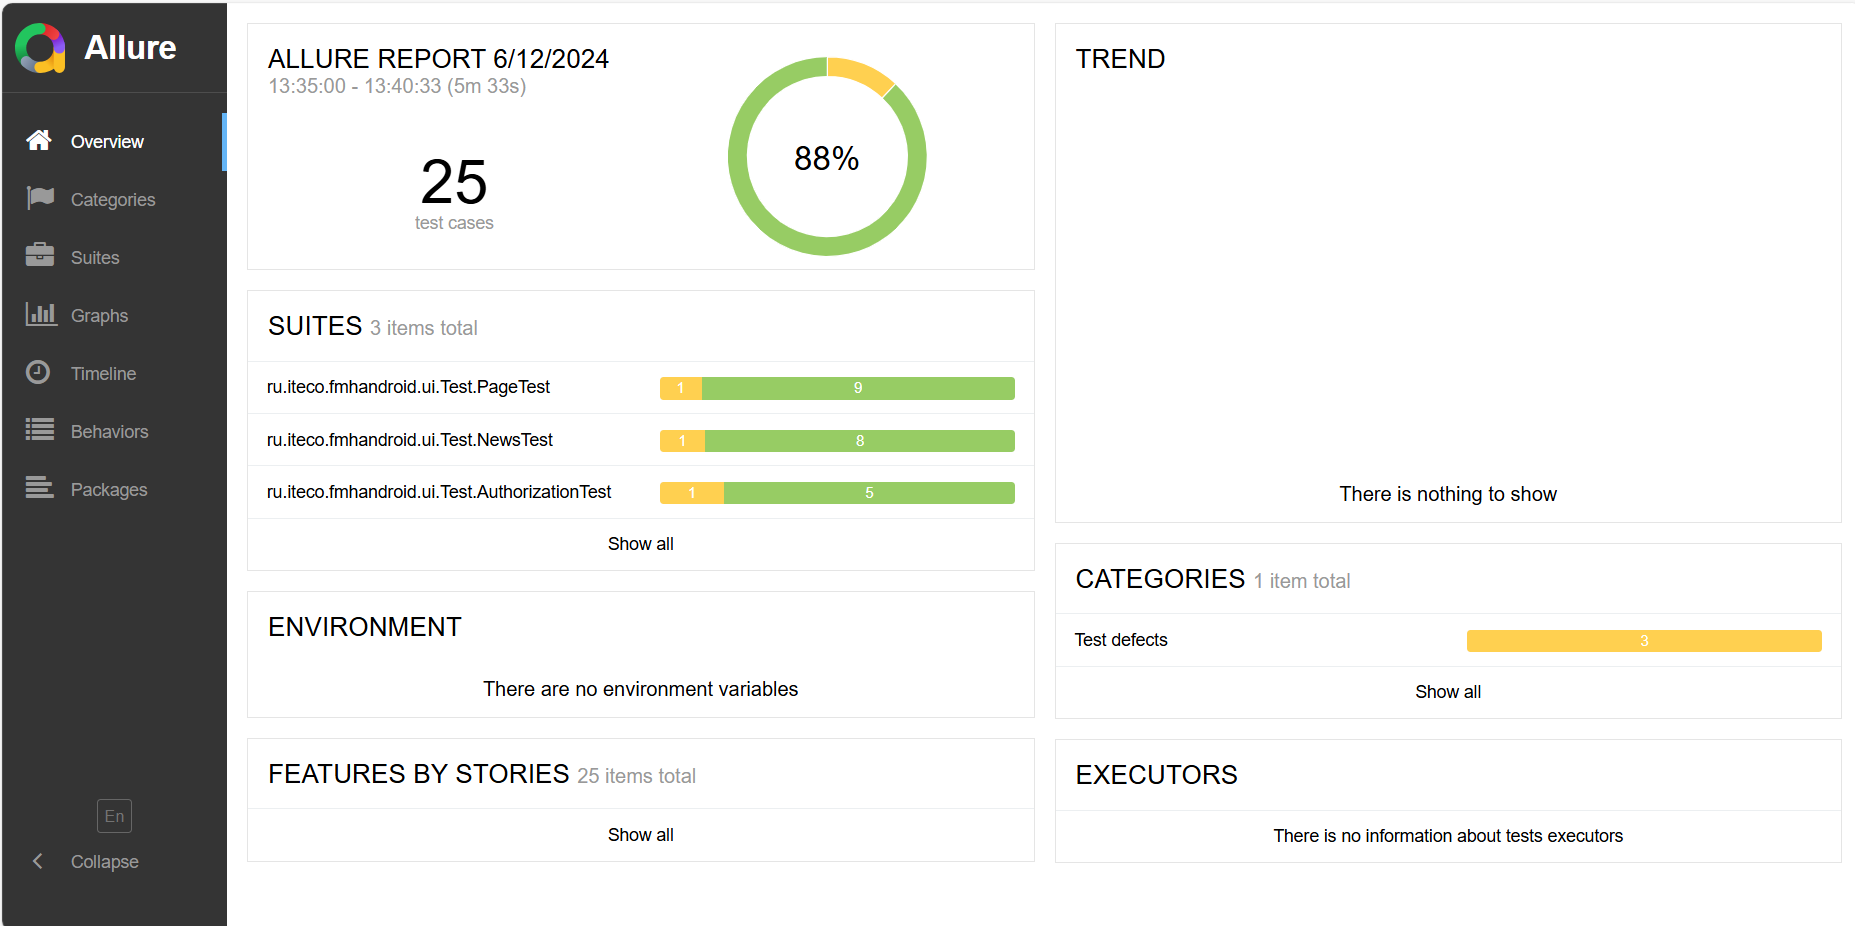 Allure
Overview
Categories
Suites
Graphs
Timeline
Behaviors
Packages
En
Collapse
ALLURE REPORT 6/12/2024
13:35:00 - 13:40:33 (5m 33s)
25
test cases
88%
SUITES 3 items total
ru.iteco.fmhandroid.ui.Test.PageTest 1 9
ru.iteco.fmhandroid.ui.Test.NewsTest 1 8
ru.iteco.fmhandroid.ui.Test.AuthorizationTest 1 5
Show all
ENVIRONMENT
There are no environment variables
FEATURES BY STORIES 25 items total
Show all
TREND
There is nothing to show
CATEGORIES 1 item total
Test defects 3
Show all
EXECUTORS
There is no information about tests executors